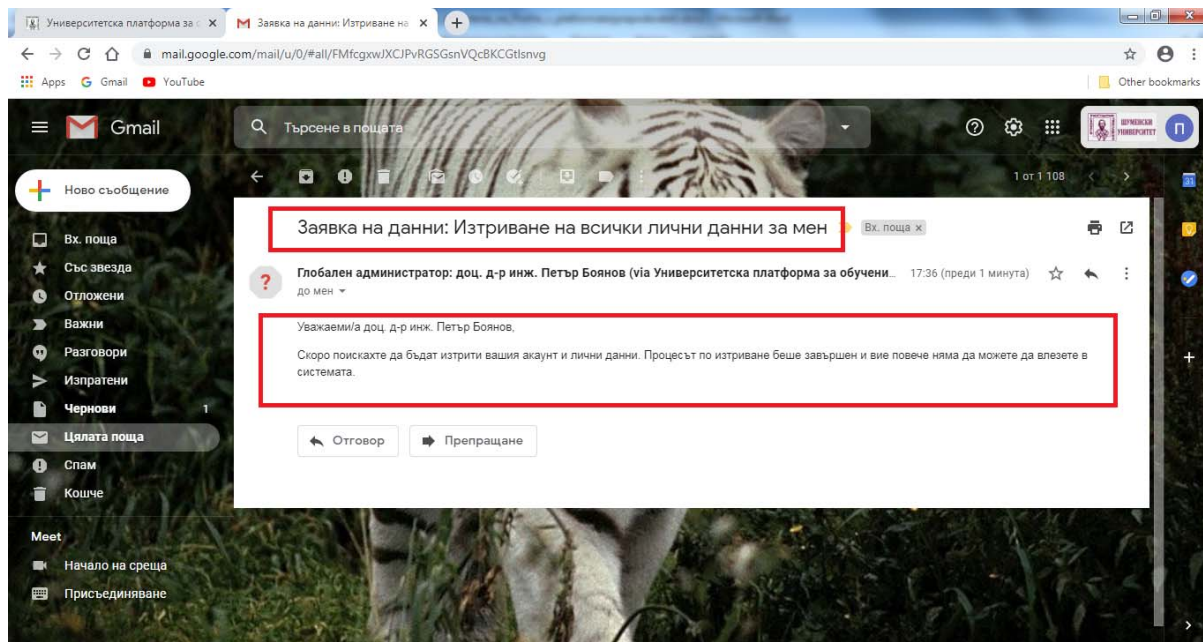 Университетска платформа за с
Заявка на данни: Изтриване на
mail.google.com/mail/u/0/#all/FMfcgxwJXCJPvRGSGsnVQcBKCGtlsnvg
Apps Gmail YouTube Other bookmarks
Gmail
Търсене в пощата
ШУМЕНСКИ
УНИВЕРСИТЕТ
П
Ново съобщение
1 от 1 108
31
Заявка на данни: Изтриване на всички лични данни за мен
Вх. поща x
Вх. поща
Със звезда
Отложени
Важни
Разговори
Изпратени
Чернови 1
Цялата поща
Спам
Кошче
Глобален администратор: доц. д-р инж. Петър Боянов (via Университетска платформа за обучени... 17:36 (преди 1 минута)
до мен
Уважаеми/а доц. д-р инж. Петър Боянов,
Скоро поискахте да бъдат изтрити вашия акаунт и лични данни. Процесът по изтриване беше завършен и вие повече няма да можете да влезете в
системата.
Отговор
Препращане
Meet
Начало на среща
Присъединяване